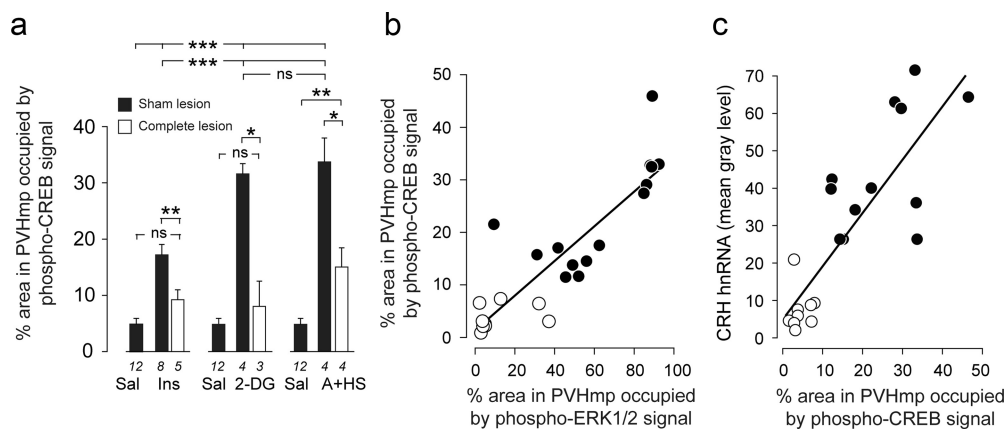 a
***
***
ns
**
*
*
ns
**
ns
Sham lesion
Complete lesion
% area in PVHmp occupied by
phospho-CREB signal
40
30
20
10
0
12 8 5 12 4 3 12 4 4
Sal Ins Sal 2-DG Sal A+HS
b
% area in PVHmp occupied
by phospho-CREB signal
50
40
30
20
10
0
0 20 40 60 80 100
% area in PVHmp occupied
by phospho-ERK1/2 signal
c
CRH hnRNA (mean gray level)
70
60
50
40
30
20
10
0
0 10 20 30 40 50
% area in PVHmp occupied
by phospho-CREB signal